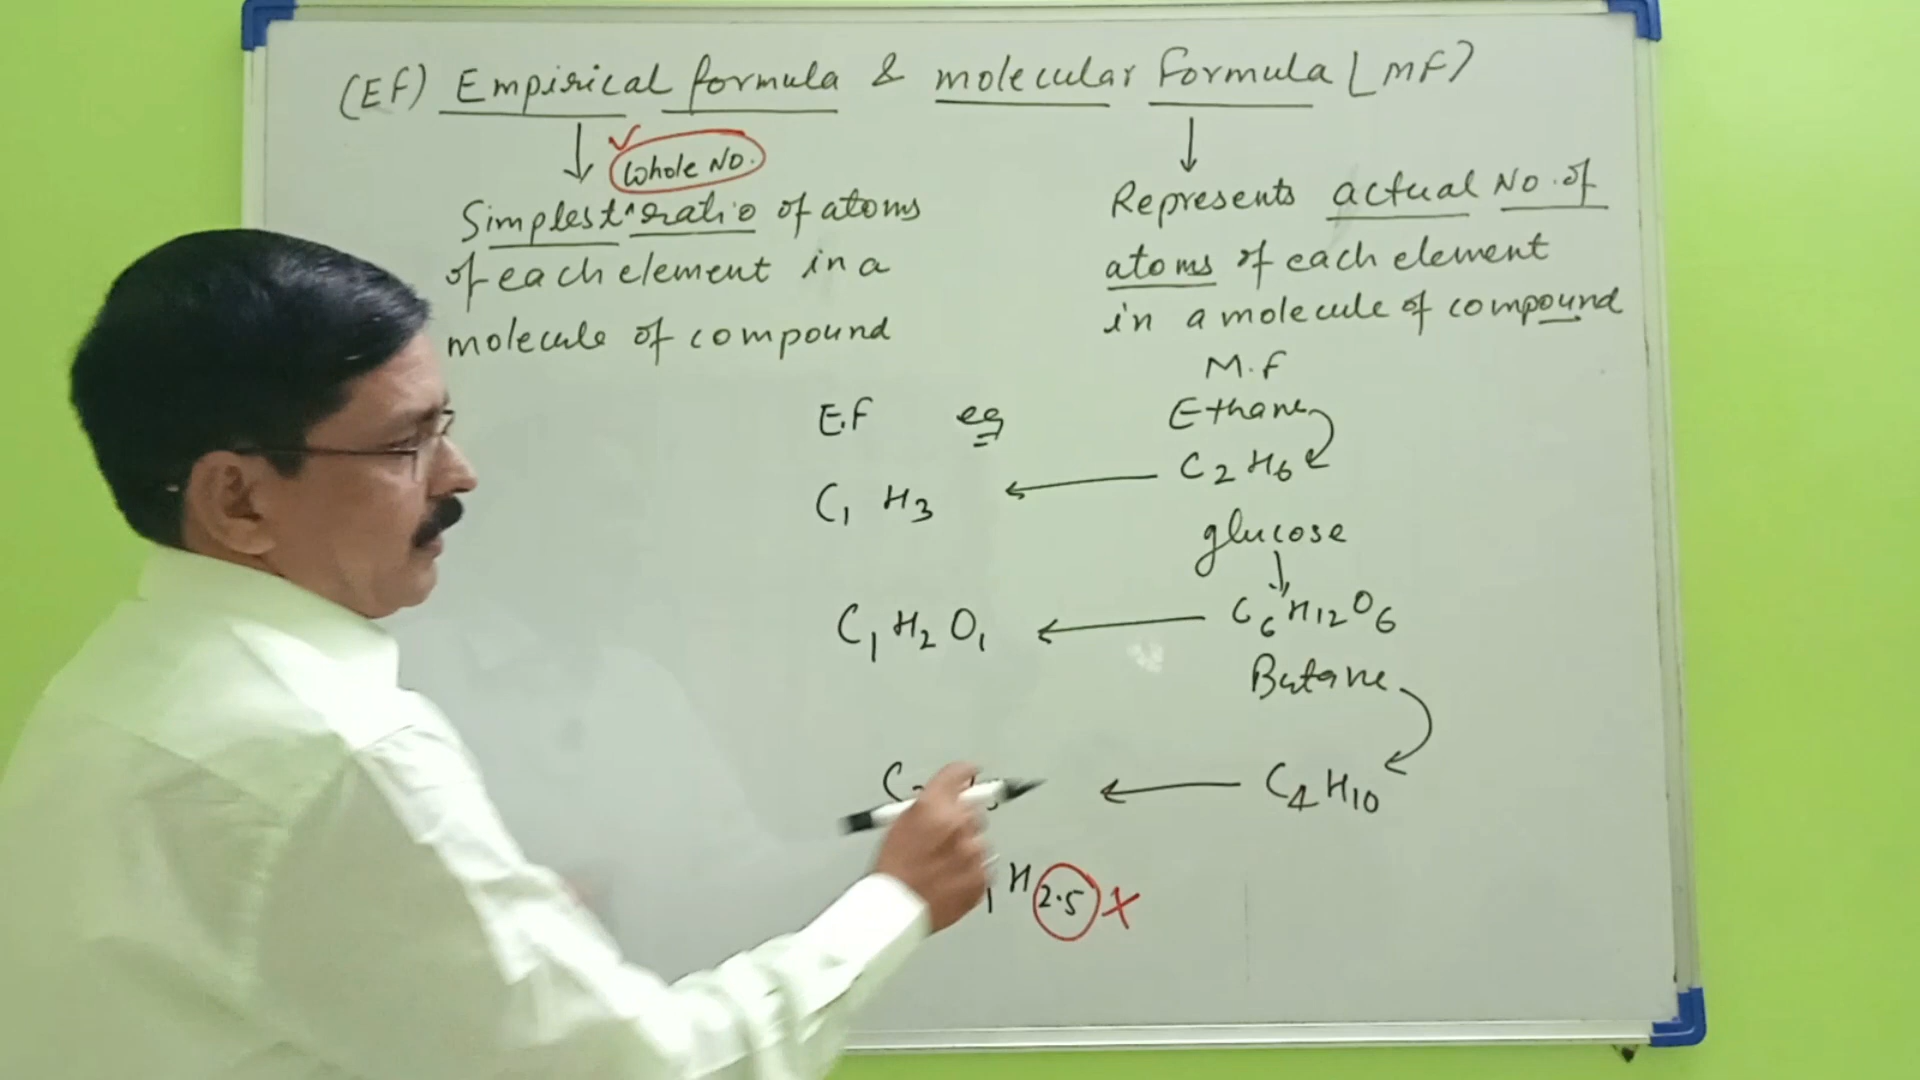 (EF) Empirical formula & molecular Formula (MF)
Whole No.
Simplest ^ ratio of atoms
of each element in a
molecule of compound
Represents actual No. of
atoms of each element
in a molecule of compound
M.F
EF eg Ethane
C1 H3 ← C2 H6
glucose
C1 H2 O1 ← C6 H12 O6
Butane
← C4 H10
H 2.5 X